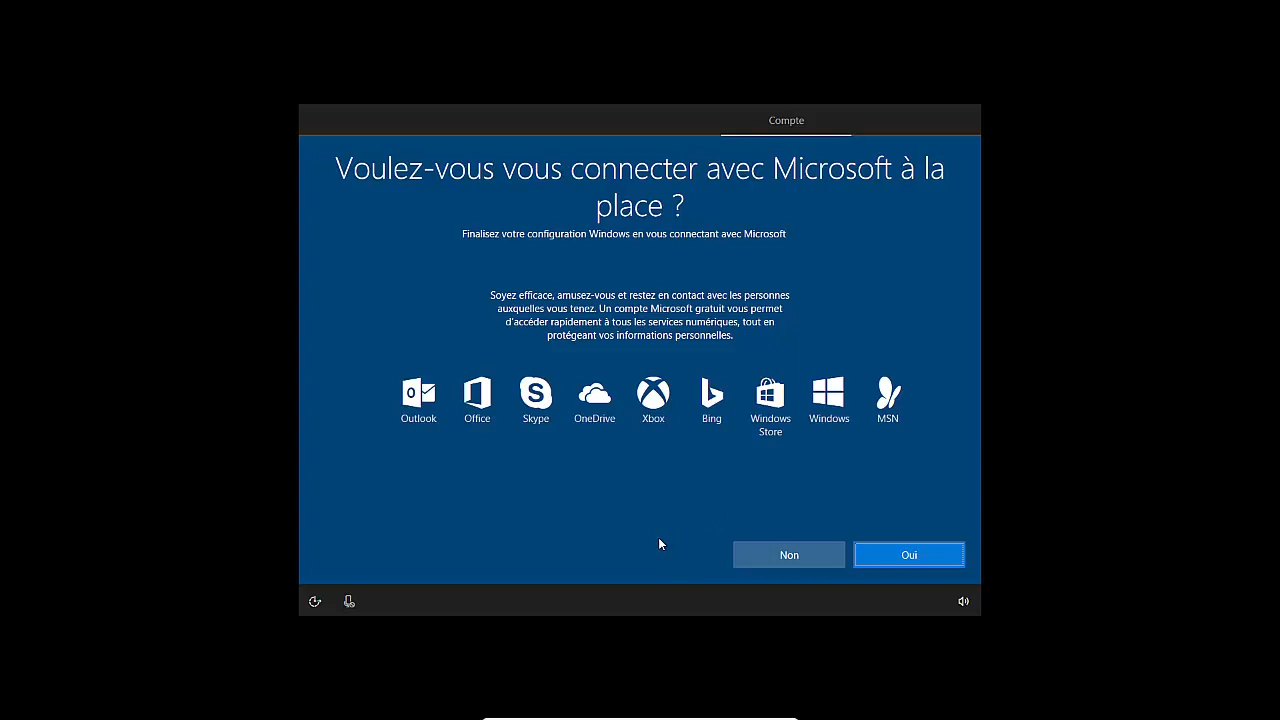 Compte
Voulez-vous vous connecter avec Microsoft à la
place ?
Finalisez votre configuration Windows en vous connectant avec Microsoft
Soyez efficace, amusez-vous et restez en contact avec les personnes
auxquelles vous tenez. Un compte Microsoft gratuit vous permet
d'accéder rapidement à tous les services numériques, tout en
protégeant vos informations personnelles.
Outlook Office Skype OneDrive Xbox Bing Windows Windows MSN
Store
Non Oui